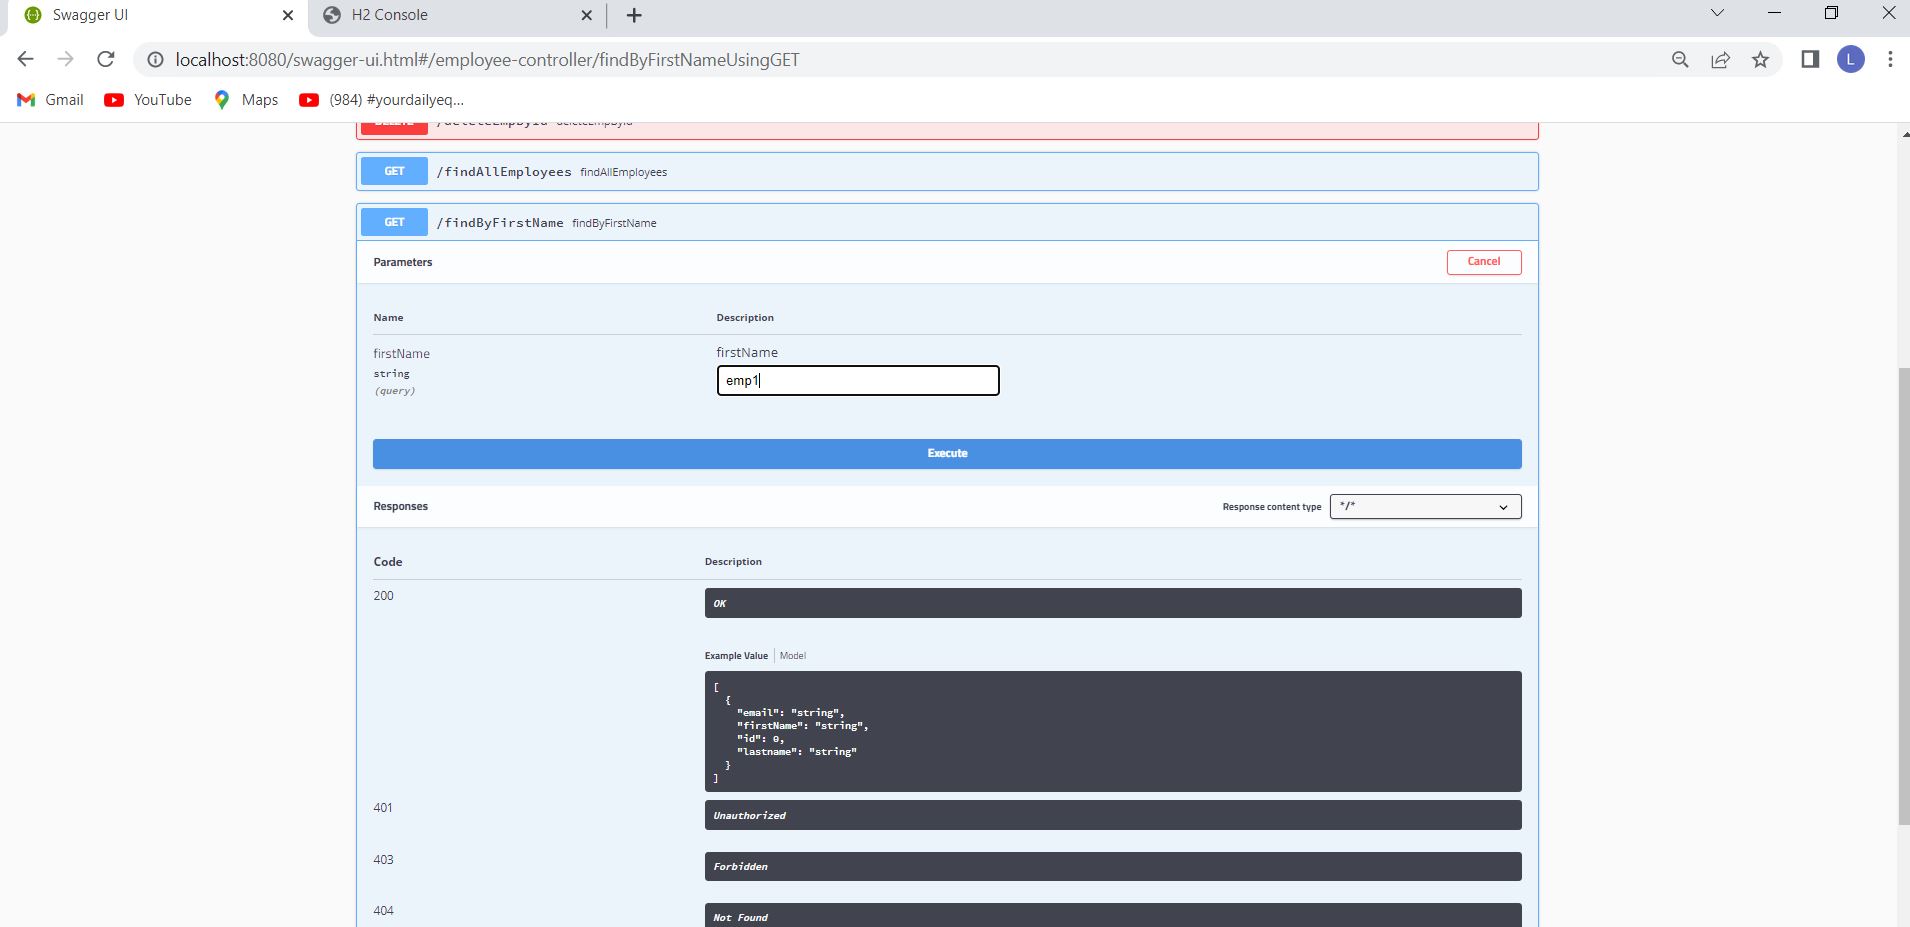 Swagger UI
H2 Console
localhost:8080/swagger-ui.html#/employee-controller/findByFirstNameUsingGET
L
Gmail
YouTube
Maps
(984) #yourdailyeq...
/deleteEmpById deleteEmpById
GET /findAllEmployees findAllEmployees
GET /findByFirstName findByFirstName
Parameters
Cancel
Name Description
firstName
string
(query)
firstName
emp1
Execute
Responses
Response content type */*
Code Description
200
OK
Example Value Model
[
{
"email": "string",
"firstName": "string",
"id": 0,
"lastname": "string"
}
]
401
Unauthorized
403
Forbidden
404
Not Found